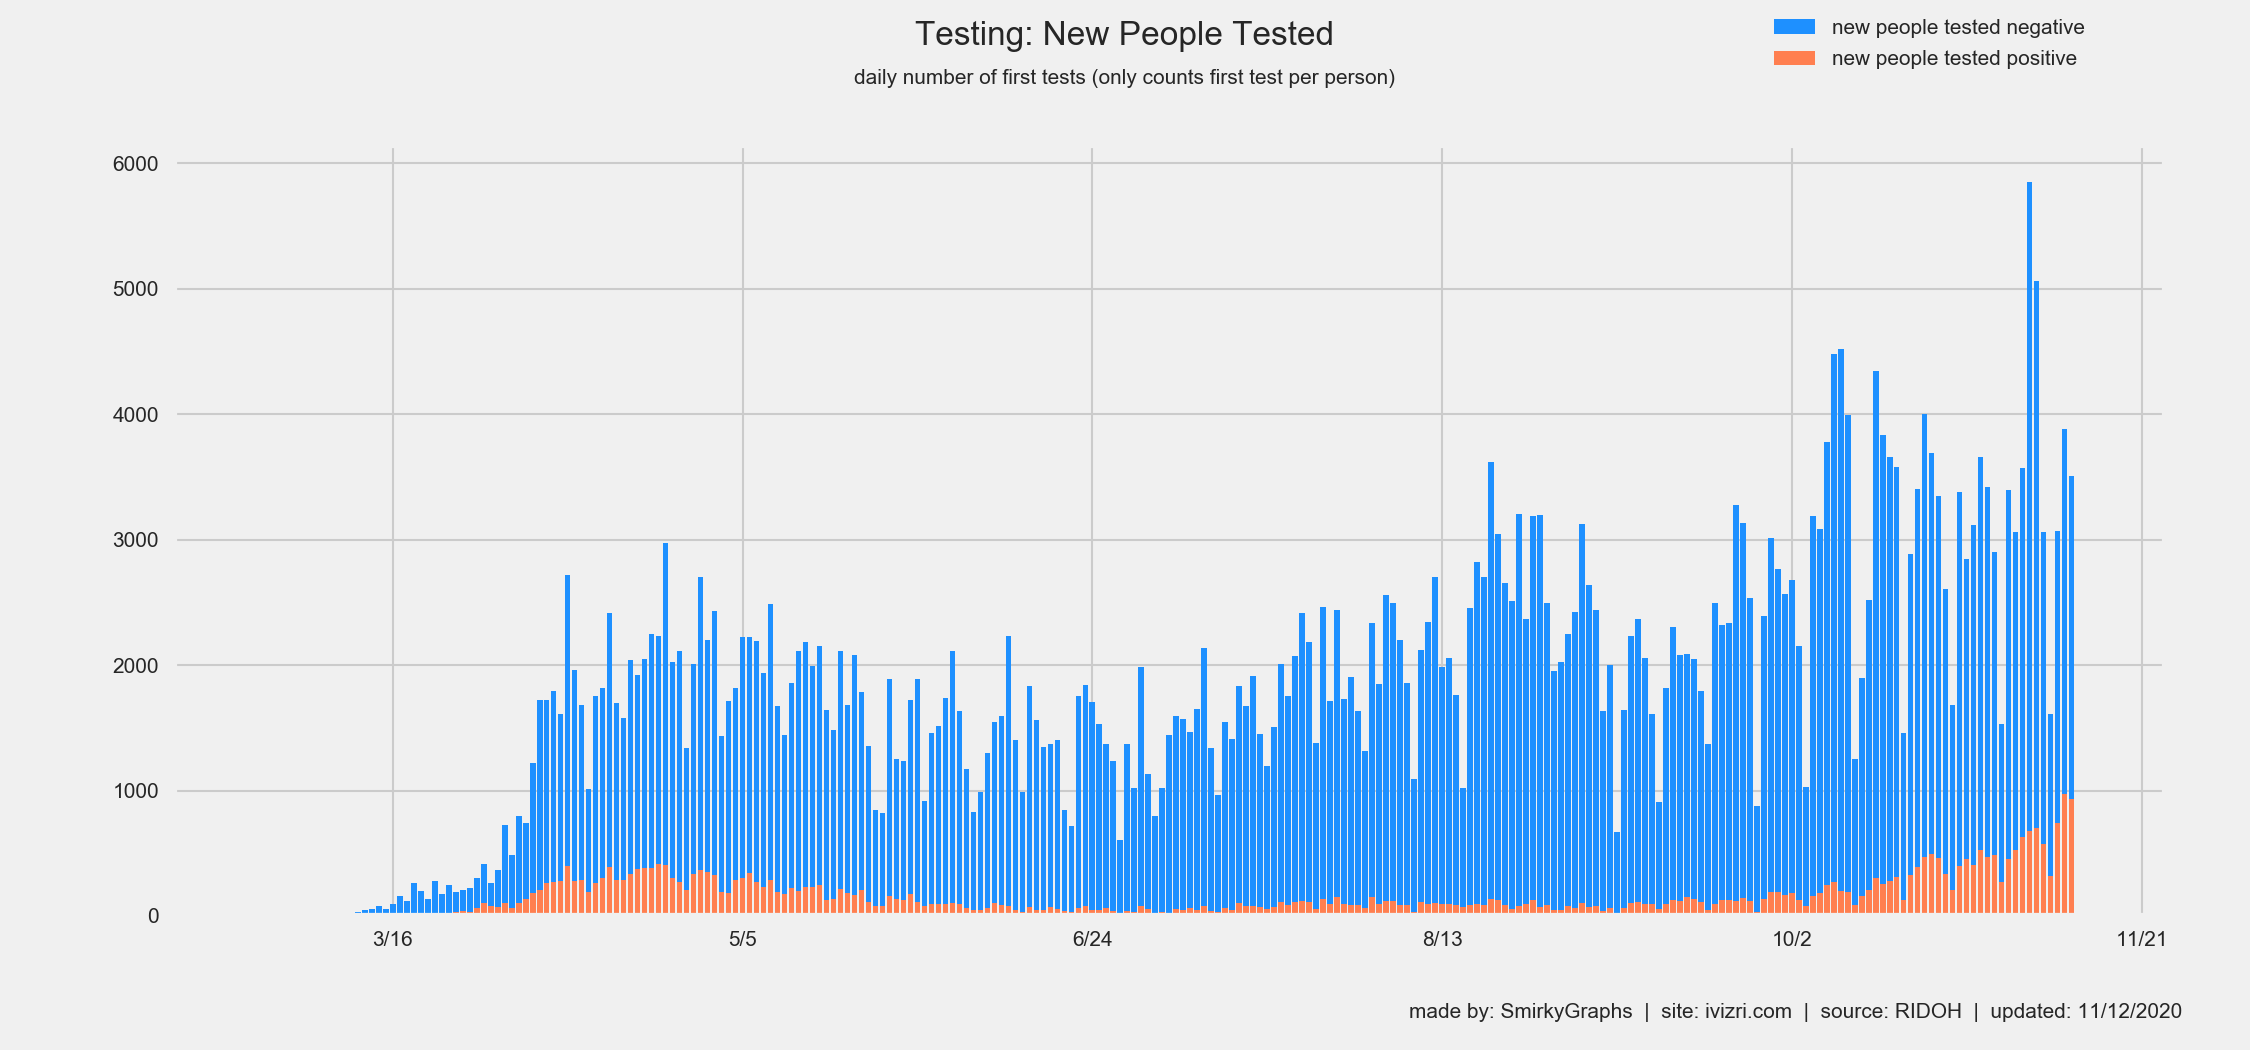 Testing: New People Tested
daily number of first tests (only counts first test per person)
new people tested negative
new people tested positive
6000
5000
4000
3000
2000
1000
0
3/16 5/5 6/24 8/13 10/2 11/21
made by: SmirkyGraphs | site: ivizri.com | source: RIDOH | updated: 11/12/2020